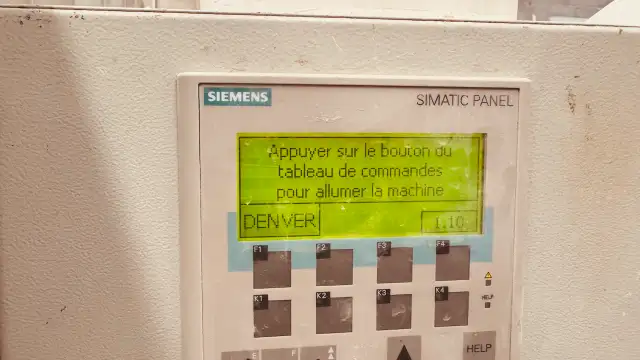 SIEMENS
SIMATIC PANEL
Appuyer sur le bouton du
tableau de commandes
pour allumer la machine
DENVER
1.10
F1 F2 F3 F4
K1 K2 K3 K4
HELP
E F
HELP